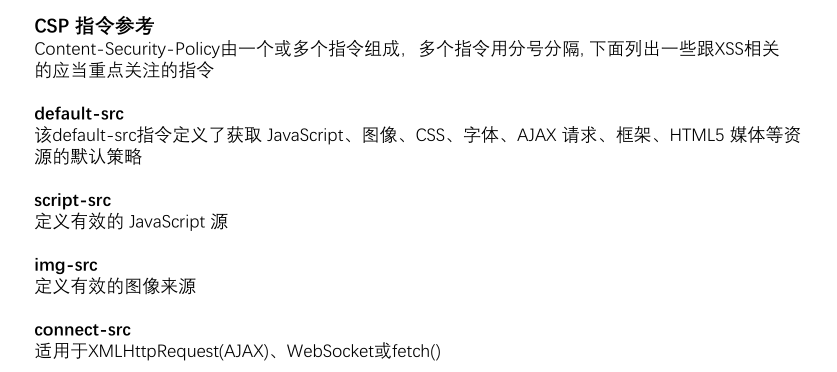 CSP 指令参考
Content-Security-Policy由一个或多个指令组成，多个指令用分号分隔, 下面列出一些跟XSS相关
的应当重点关注的指令
default-src
该default-src指令定义了获取 JavaScript、图像、CSS、字体、AJAX 请求、框架、HTML5 媒体等资
源的默认策略
script-src
定义有效的 JavaScript 源
img-src
定义有效的图像来源
connect-src
适用于XMLHttpRequest(AJAX)、WebSocket或fetch()